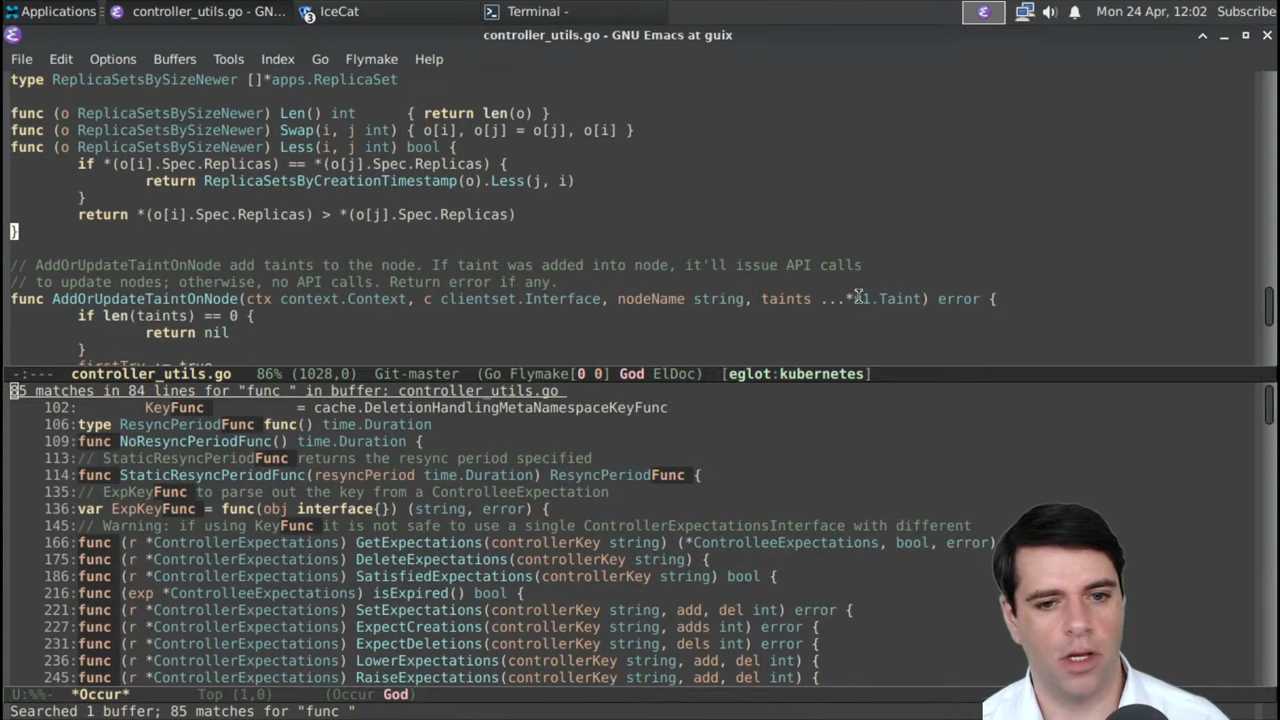 Applications controller_utils.go - GN... 3 IceCat Terminal - Mon 24 Apr, 12:02 Subscribe
controller_utils.go - GNU Emacs at guix
File Edit Options Buffers Tools Index Go Flymake Help
type ReplicaSetsBySizeNewer []*apps.ReplicaSet
func (o ReplicaSetsBySizeNewer) Len() int { return len(o) }
func (o ReplicaSetsBySizeNewer) Swap(i, j int) { o[i], o[j] = o[j], o[i] }
func (o ReplicaSetsBySizeNewer) Less(i, j int) bool {
if *(o[i].Spec.Replicas) == *(o[j].Spec.Replicas) {
return ReplicaSetsByCreationTimestamp(o).Less(j, i)
}
return *(o[i].Spec.Replicas) > *(o[j].Spec.Replicas)
}
// AddOrUpdateTaintOnNode add taints to the node. If taint was added into node, it'll issue API calls
// to update nodes; otherwise, no API calls. Return error if any.
func AddOrUpdateTaintOnNode(ctx context.Context, c clientset.Interface, nodeName string, taints ...*v1.Taint) error {
if len(taints) == 0 {
return nil
}
firstTry := true
-:--- controller_utils.go 86% (1028,0) Git-master (Go Flymake[0 0] God ElDoc) [eglot:kubernetes]
85 matches in 84 lines for "func " in buffer: controller_utils.go
102: KeyFunc = cache.DeletionHandlingMetaNamespaceKeyFunc
106:type ResyncPeriodFunc func() time.Duration
109:func NoResyncPeriodFunc() time.Duration {
113:// StaticResyncPeriodFunc returns the resync period specified
114:func StaticResyncPeriodFunc(resyncPeriod time.Duration) ResyncPeriodFunc {
135:// ExpKeyFunc to parse out the key from a ControlleeExpectation
136:var ExpKeyFunc = func(obj interface{}) (string, error) {
145:// Warning: if using KeyFunc it is not safe to use a single ControllerExpectationsInterface with different
166:func (r *ControllerExpectations) GetExpectations(controllerKey string) (*ControlleeExpectations, bool, error)
175:func (r *ControllerExpectations) DeleteExpectations(controllerKey string) {
186:func (r *ControllerExpectations) SatisfiedExpectations(controllerKey string) bool {
216:func (exp *ControlleeExpectations) isExpired() bool {
221:func (r *ControllerExpectations) SetExpectations(controllerKey string, add, del int) error {
227:func (r *ControllerExpectations) ExpectCreations(controllerKey string, adds int) error {
231:func (r *ControllerExpectations) ExpectDeletions(controllerKey string, dels int) error {
236:func (r *ControllerExpectations) LowerExpectations(controllerKey string, add, del int) {
245:func (r *ControllerExpectations) RaiseExpectations(controllerKey string, add, del int) {
U:%%- *Occur* Top (1,0) (Occur God)
Searched 1 buffer; 85 matches for "func "